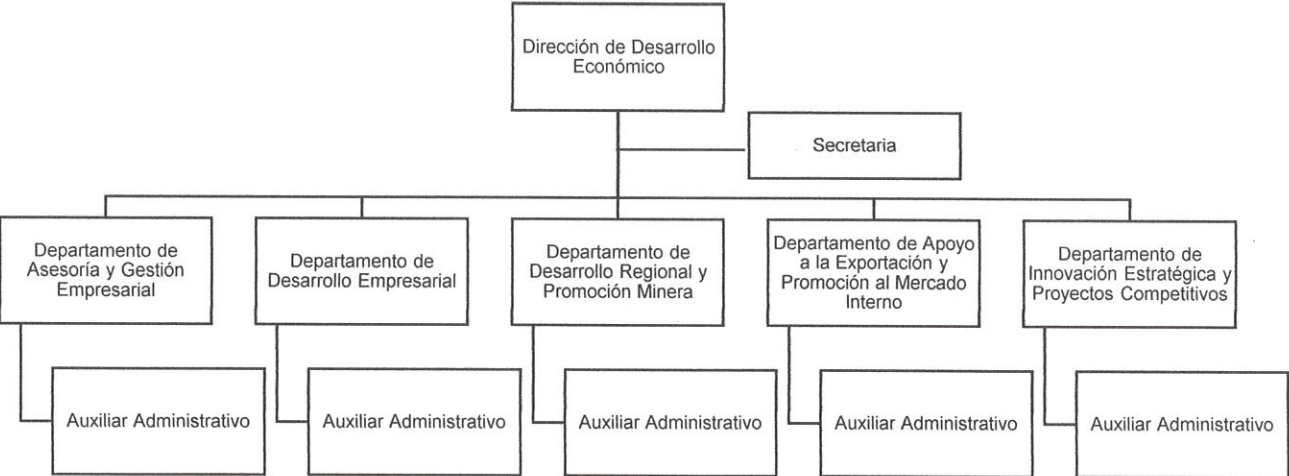 Dirección de Desarrollo
Económico
Secretaria
Departamento de
Asesoría y Gestión
Empresarial
Departamento de
Desarrollo Empresarial
Departamento de
Desarrollo Regional y
Promoción Minera
Departamento de Apoyo
a la Exportación y
Promoción al Mercado
Interno
Departamento de
Innovación Estratégica y
Proyectos Competitivos
Auxiliar Administrativo
Auxiliar Administrativo
Auxiliar Administrativo
Auxiliar Administrativo
Auxiliar Administrativo